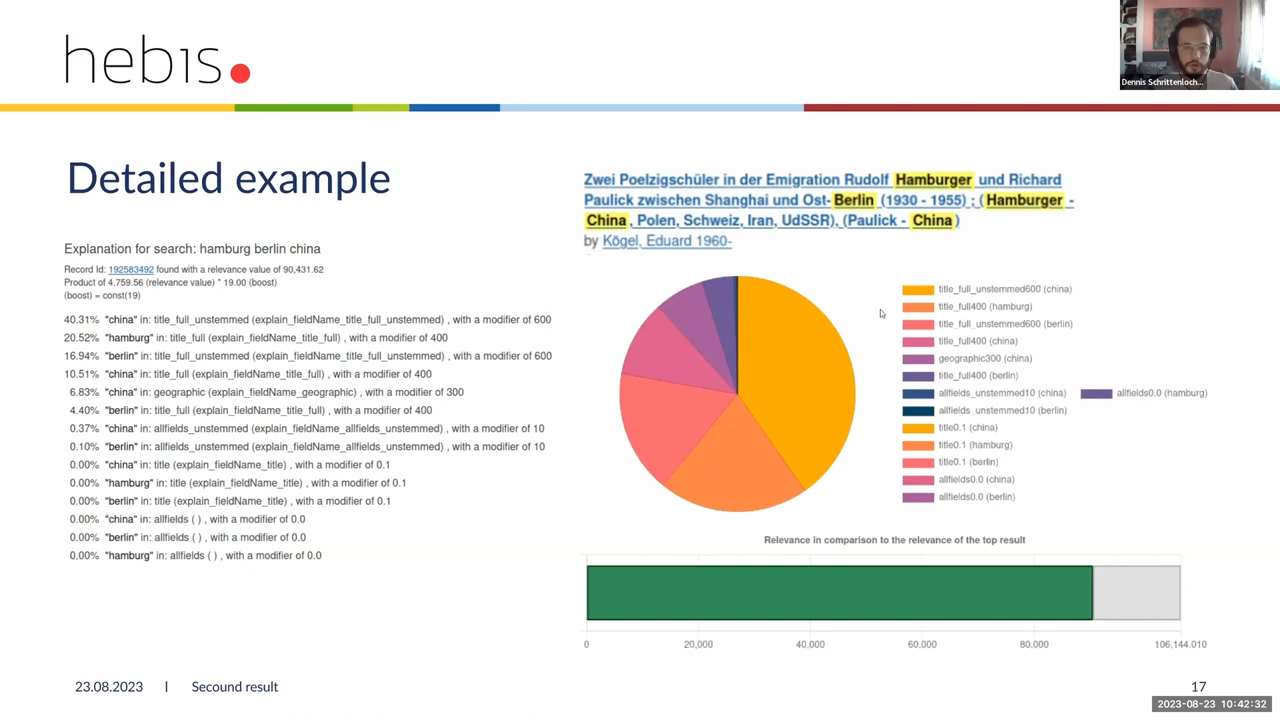 hebis.
Dennis Schrittenloch...
Detailed example
Explanation for search: hamburg berlin china
Record Id: 192583492 found with a relevance value of 90,431.62
Product of 4,759.56 (relevance value) * 19.00 (boost)
(boost) = const(19)
40.31% "china" in: title_full_unstemmed (explain_fieldName_title_full_unstemmed) , with a modifier of 600
20.52% "hamburg" in: title_full (explain_fieldName_title_full) , with a modifier of 400
16.94% "berlin" in: title_full_unstemmed (explain_fieldName_title_full_unstemmed) , with a modifier of 600
10.51% "china" in: title_full (explain_fieldName_title_full) , with a modifier of 400
6.83% "china" in: geographic (explain_fieldName_geographic) , with a modifier of 300
4.40% "berlin" in: title_full (explain_fieldName_title_full) , with a modifier of 400
0.37% "china" in: allfields_unstemmed (explain_fieldName_allfields_unstemmed) , with a modifier of 10
0.10% "berlin" in: allfields_unstemmed (explain_fieldName_allfields_unstemmed) , with a modifier of 10
0.00% "china" in: title (explain_fieldName_title) , with a modifier of 0.1
0.00% "hamburg" in: title (explain_fieldName_title) , with a modifier of 0.1
0.00% "berlin" in: title (explain_fieldName_title) , with a modifier of 0.1
0.00% "china" in: allfields ( ) , with a modifier of 0.0
0.00% "berlin" in: allfields ( ) , with a modifier of 0.0
0.00% "hamburg" in: allfields ( ) , with a modifier of 0.0
Zwei Poelzigschüler in der Emigration Rudolf Hamburger und Richard
Paulick zwischen Shanghai und Ost-Berlin (1930 - 1955) ; (Hamburger -
China, Polen, Schweiz, Iran, UdSSR), (Paulick - China)
by Kögel, Eduard 1960-
title_full_unstemmed600 (china)
title_full400 (hamburg)
title_full_unstemmed600 (berlin)
title_full400 (china)
geographic300 (china)
title_full400 (berlin)
allfields_unstemmed10 (china) allfields0.0 (hamburg)
allfields_unstemmed10 (berlin)
title0.1 (china)
title0.1 (hamburg)
title0.1 (berlin)
allfields0.0 (china)
allfields0.0 (berlin)
Relevance in comparison to the relevance of the top result
0 20,000 40,000 60,000 80,000 106,144.010
23.08.2023 | Secound result 17
2023-08-23 10:42:32